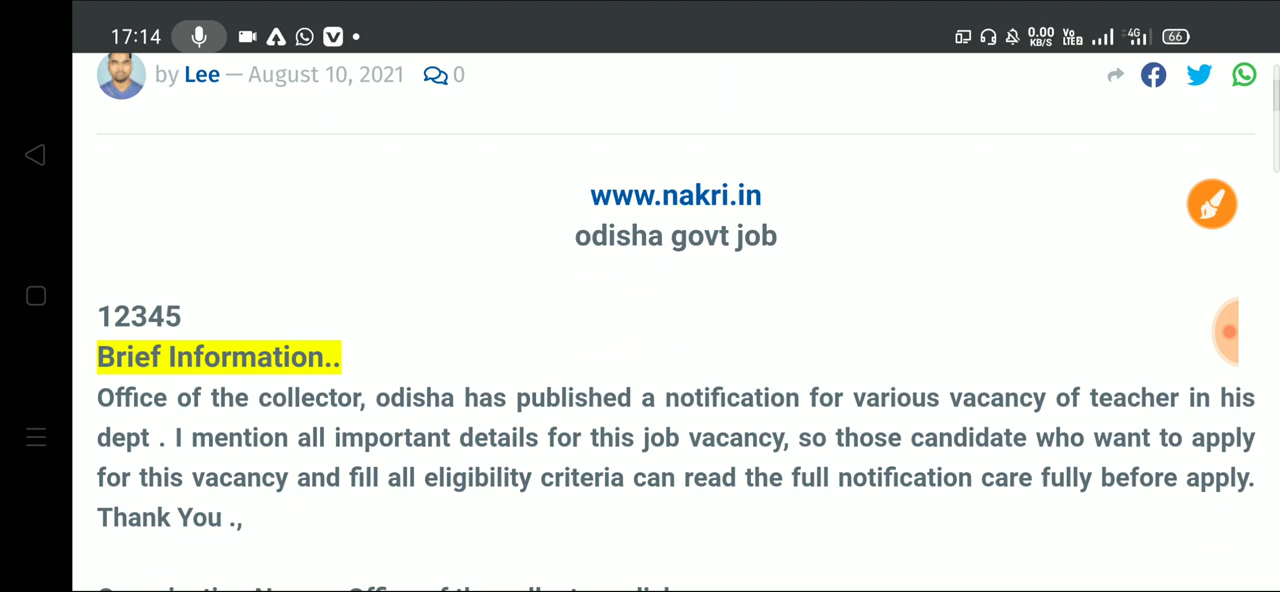 17:14 0.00 KB/S Vo LTE2 4G 66
by Lee — August 10, 2021 0
www.nakri.in
odisha govt job
12345
Brief Information..
Office of the collector, odisha has published a notification for various vacancy of teacher in his
dept . I mention all important details for this job vacancy, so those candidate who want to apply
for this vacancy and fill all eligibility criteria can read the full notification care fully before apply.
Thank You .,